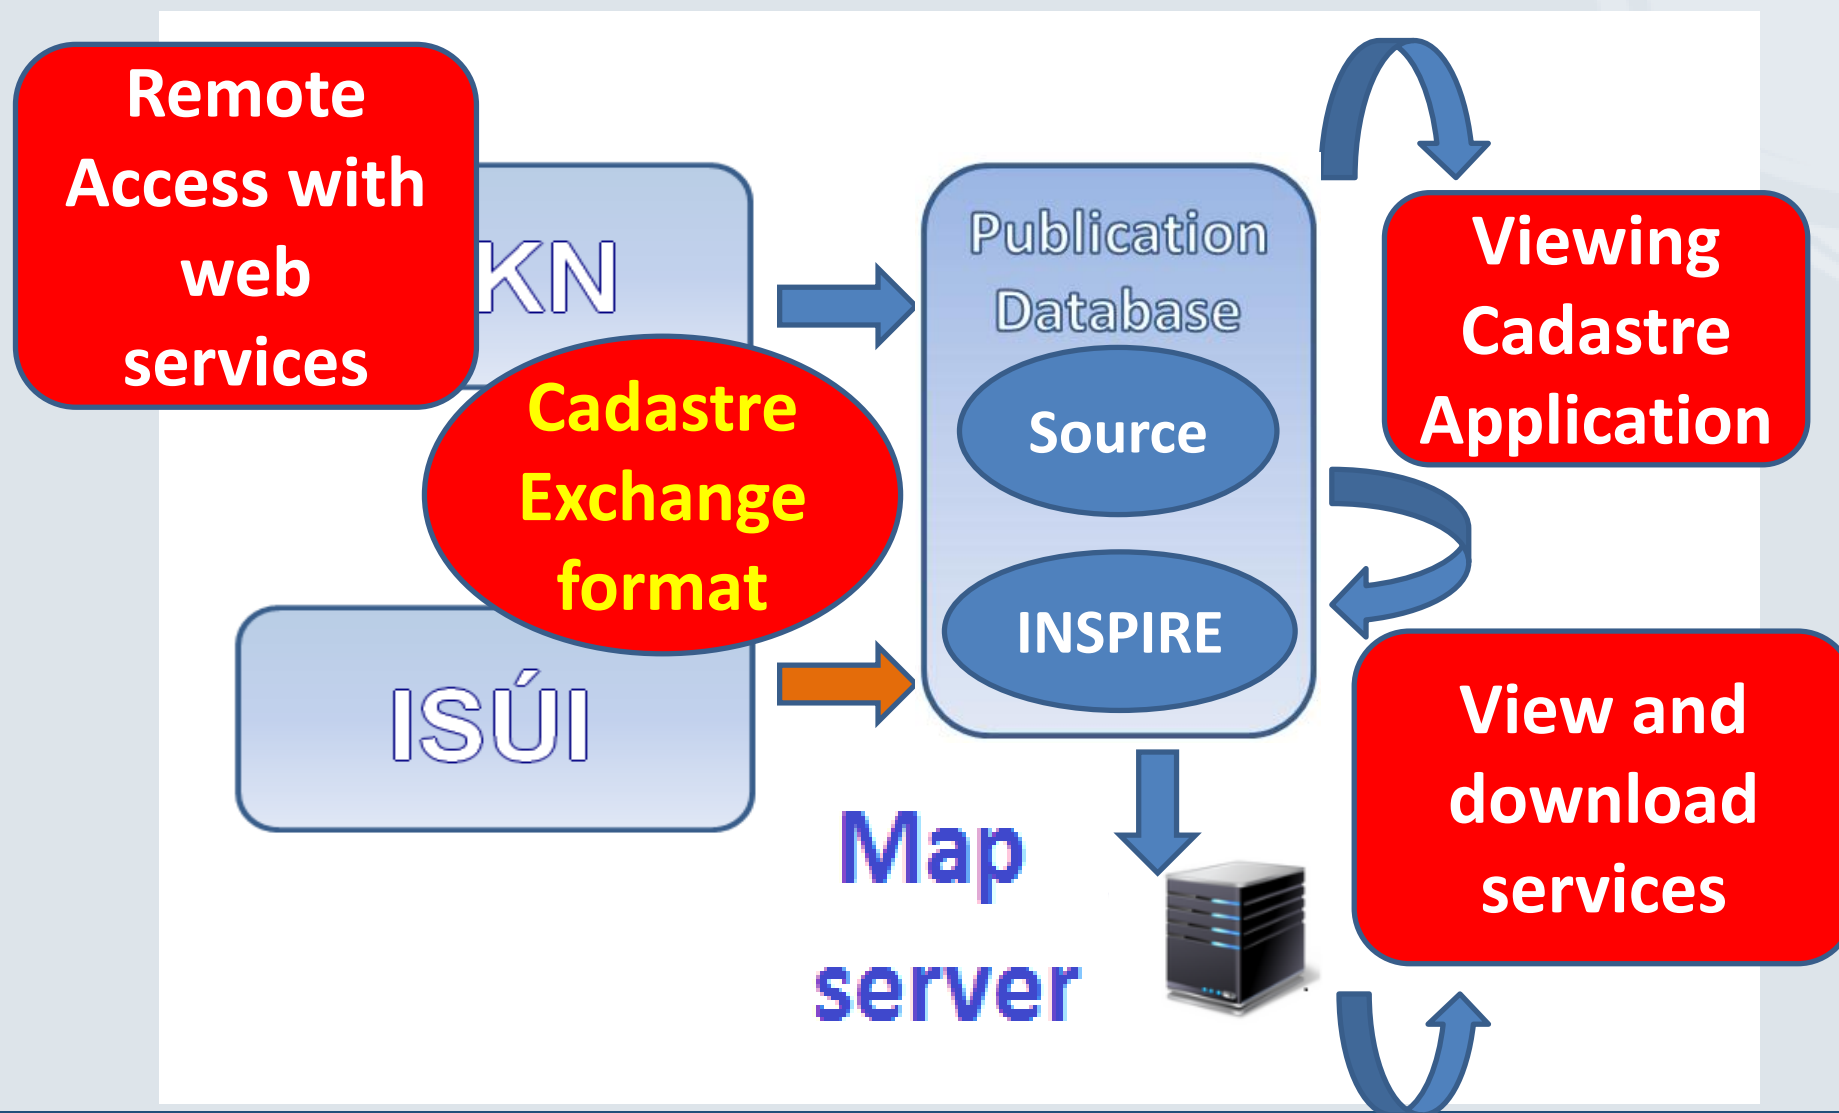 Remote
Access with
web
services
KN
Cadastre
Exchange
format
ISÚI
Publication
Database
Source
INSPIRE
Map
server
Viewing
Cadastre
Application
View and
download
services